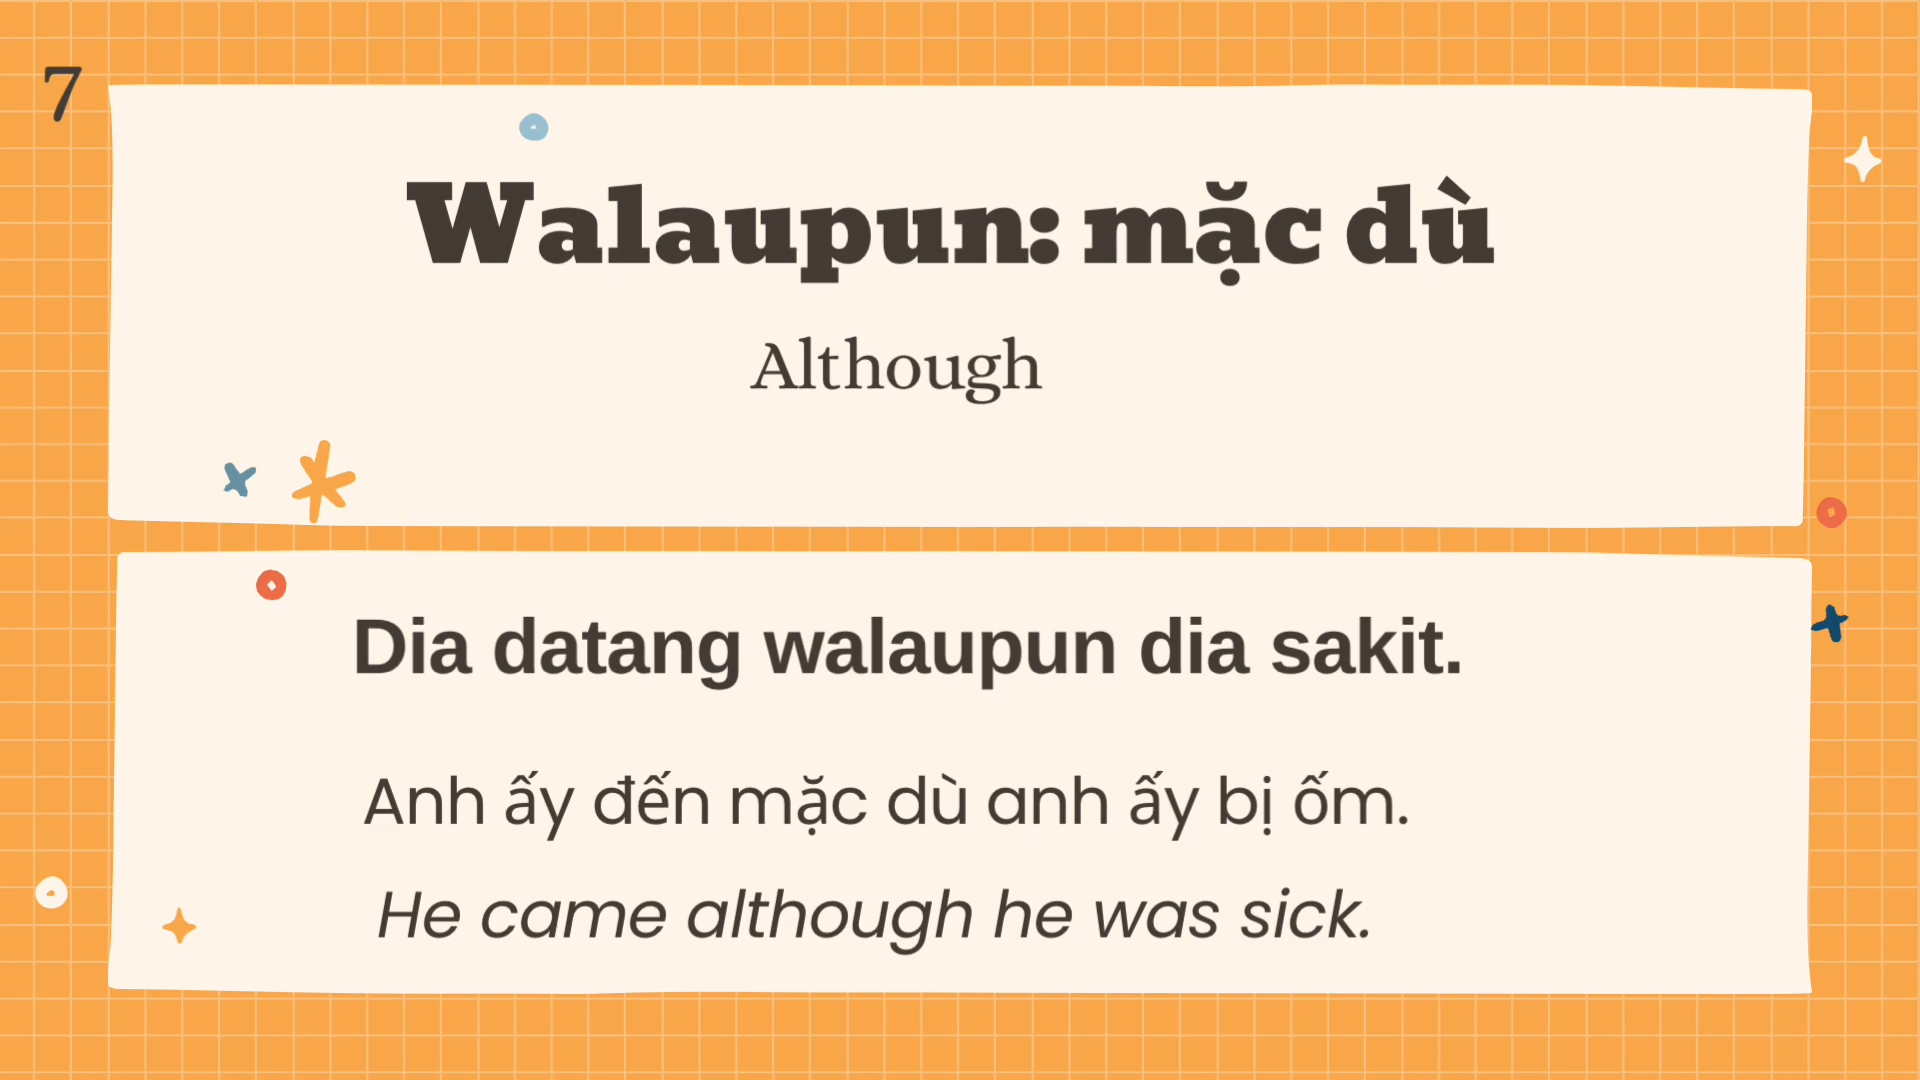 7
Walaupun: mặc dù
Although
Dia datang walaupun dia sakit.
Anh ấy đến mặc dù anh ấy bị ốm.
He came although he was sick.